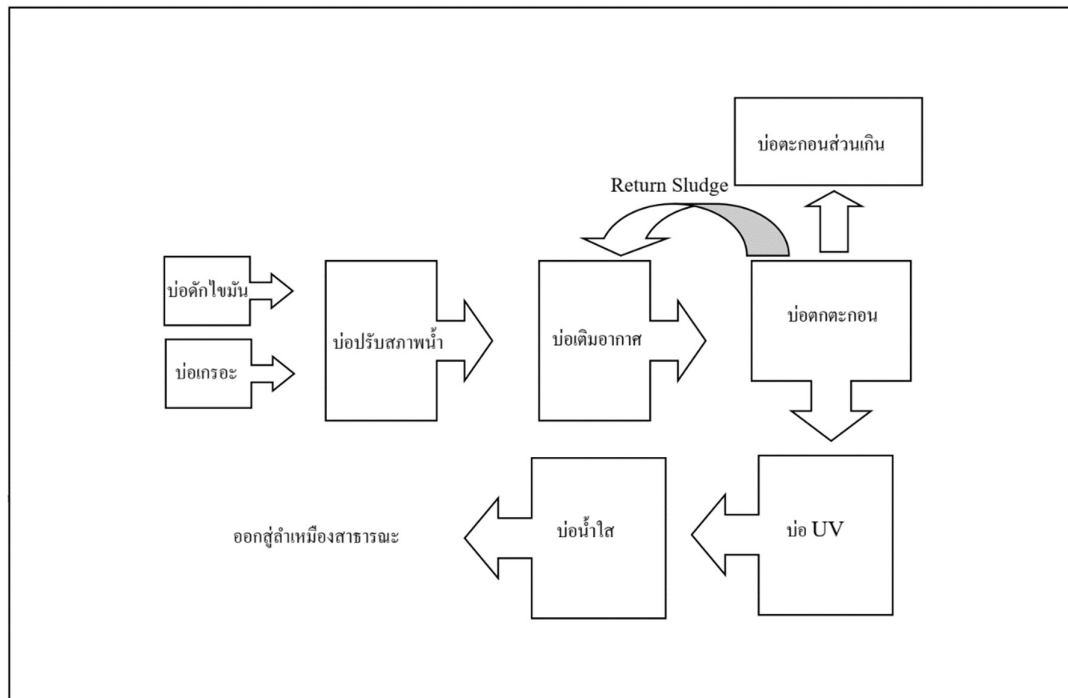 บ่อตะกอนส่วนเกิน
Return Sludge
บ่อดักไขมัน
บ่อเกรอะ
บ่อปรับสภาพน้ำ
บ่อเติมอากาศ
บ่อตกตะกอน
ออกสู่ลำเหมืองสาธารณะ
บ่อน้ำใส
บ่อ UV